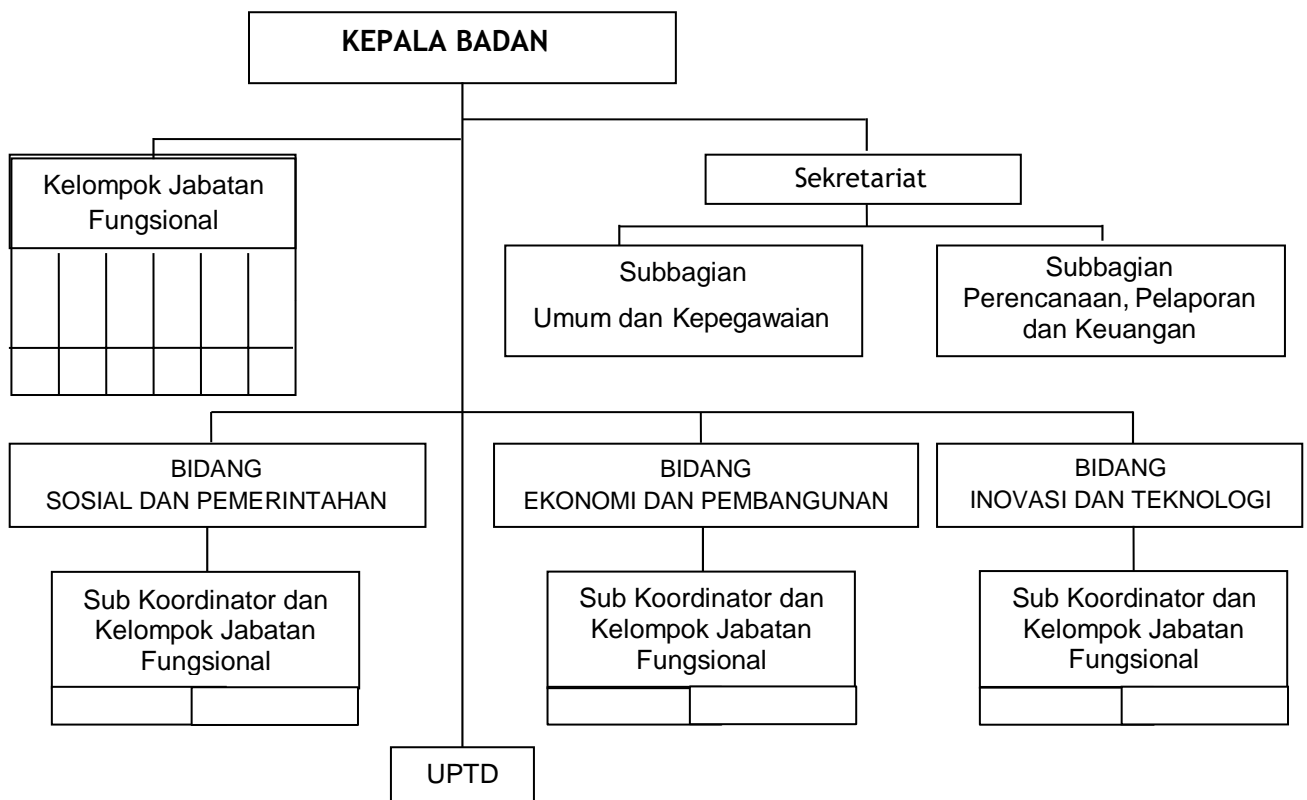 KEPALA BADAN
Kelompok Jabatan
Fungsional
Sekretariat
Subbagian
Umum dan Kepegawaian
Subbagian
Perencanaan, Pelaporan
dan Keuangan
BIDANG
SOSIAL DAN PEMERINTAHAN
BIDANG
EKONOMI DAN PEMBANGUNAN
BIDANG
INOVASI DAN TEKNOLOGI
Sub Koordinator dan
Kelompok Jabatan
Fungsional
Sub Koordinator dan
Kelompok Jabatan
Fungsional
Sub Koordinator dan
Kelompok Jabatan
Fungsional
UPTD